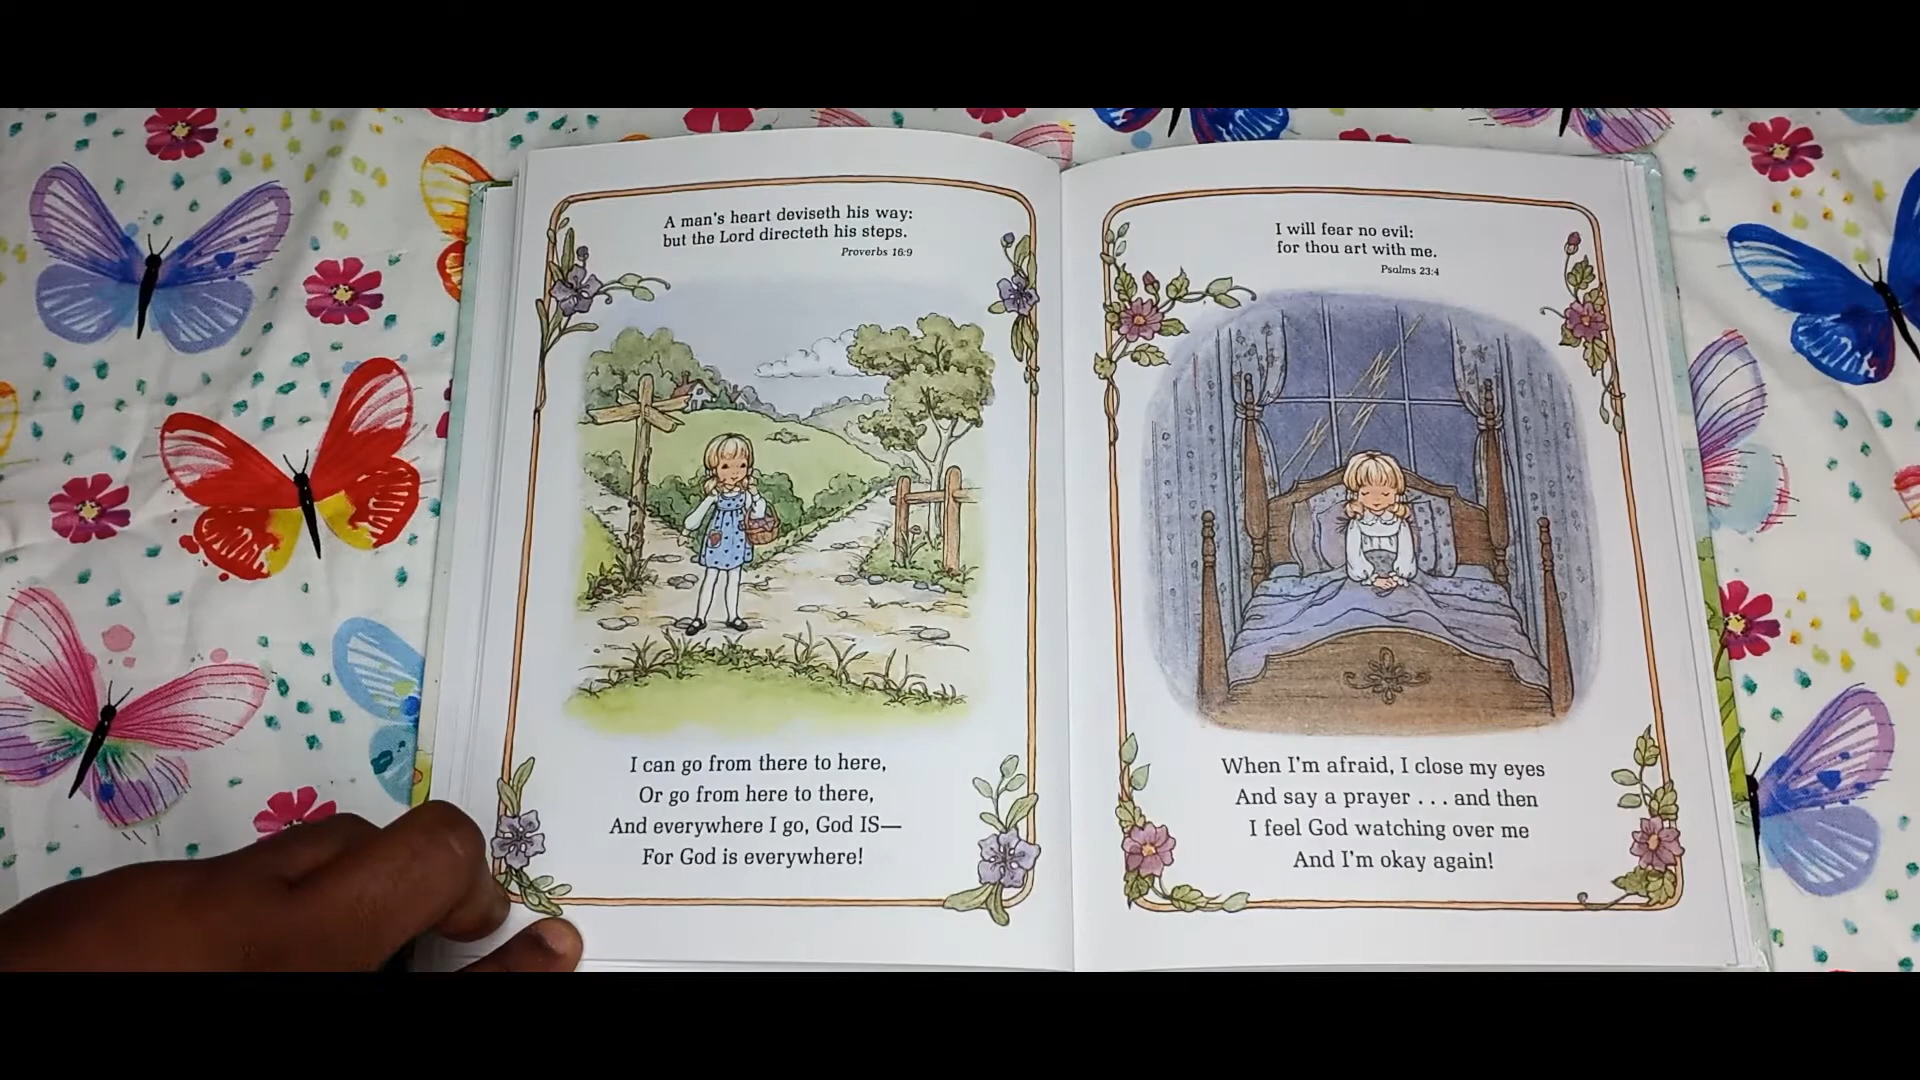 A man's heart deviseth his way:
but the Lord directeth his steps.
Proverbs 16:9
I can go from there to here,
Or go from here to there,
And everywhere I go, God IS—
For God is everywhere!
I will fear no evil:
for thou art with me.
Psalms 23:4
When I'm afraid, I close my eyes
And say a prayer . . . and then
I feel God watching over me
And I'm okay again!